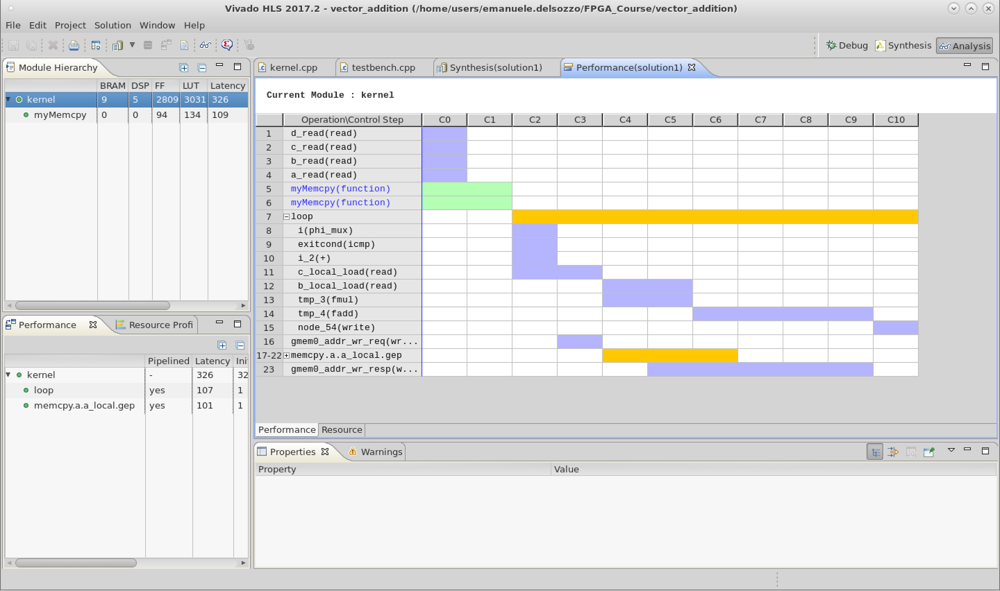 Vivado HLS 2017.2 - vector_addition (/home/users/emanuele.delsozzo/FPGA_Course/vector_addition)
File Edit Project Solution Window Help
Debug Synthesis Analysis
Module Hierarchy
BRAM DSP FF LUT Latency
kernel 9 5 2809 3031 326
myMemcpy 0 0 94 134 109
Performance Resource Profi
Pipelined Latency Ini
kernel - 326 32
loop yes 107 1
memcpy.a.a_local.gep yes 101 1
kernel.cpp testbench.cpp Synthesis(solution1) Performance(solution1)
Current Module : kernel
Operation\Control Step C0 C1 C2 C3 C4 C5 C6 C7 C8 C9 C10
1 d_read(read)
2 c_read(read)
3 b_read(read)
4 a_read(read)
5 myMemcpy(function)
6 myMemcpy(function)
7 loop
8 i(phi_mux)
9 exitcond(icmp)
10 i_2(+)
11 c_local_load(read)
12 b_local_load(read)
13 tmp_3(fmul)
14 tmp_4(fadd)
15 node_54(write)
16 gmem0_addr_wr_req(wr...
17-22 memcpy.a.a_local.gep
23 gmem0_addr_wr_resp(w...
Performance Resource
Properties Warnings
Property Value